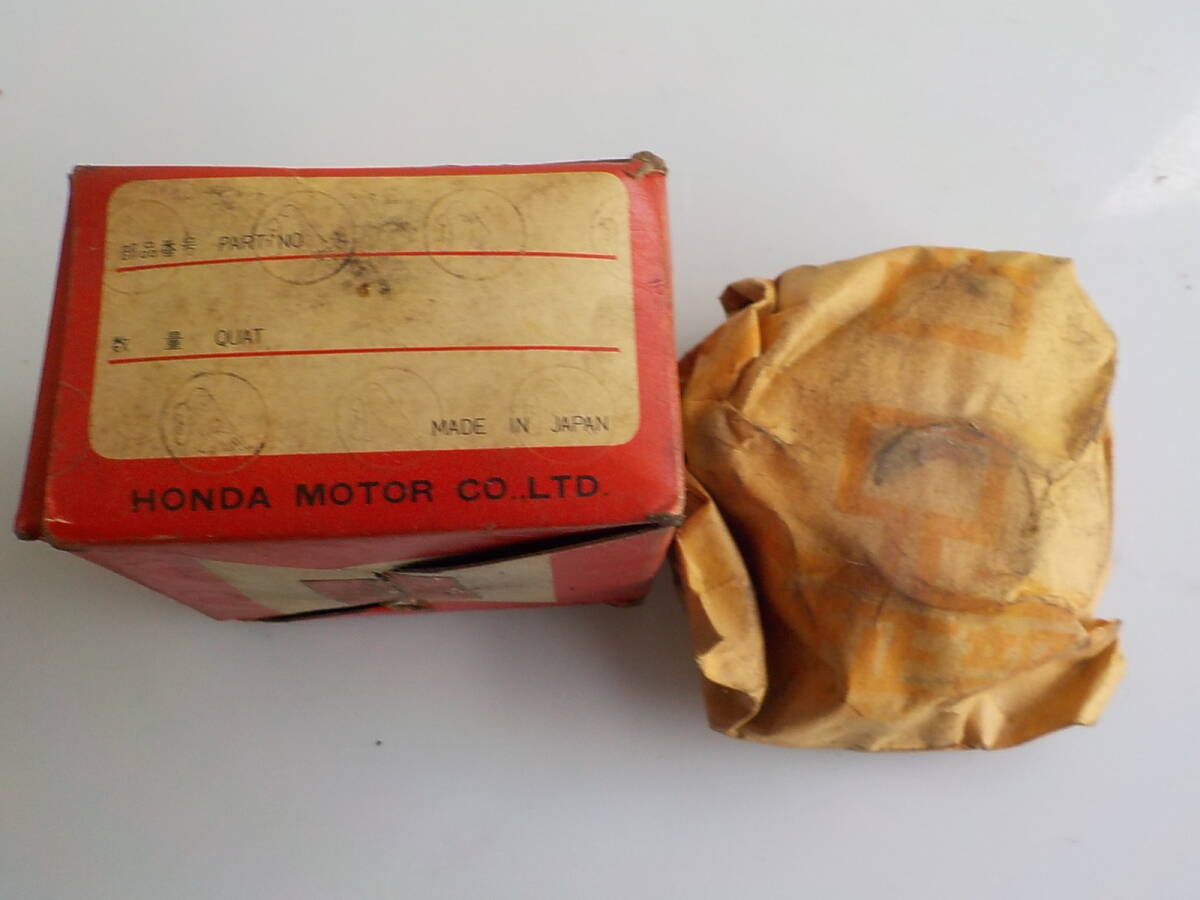 部品番号 PART NO
数 量 QUAT
MADE IN JAPAN
HONDA MOTOR CO.,LTD.